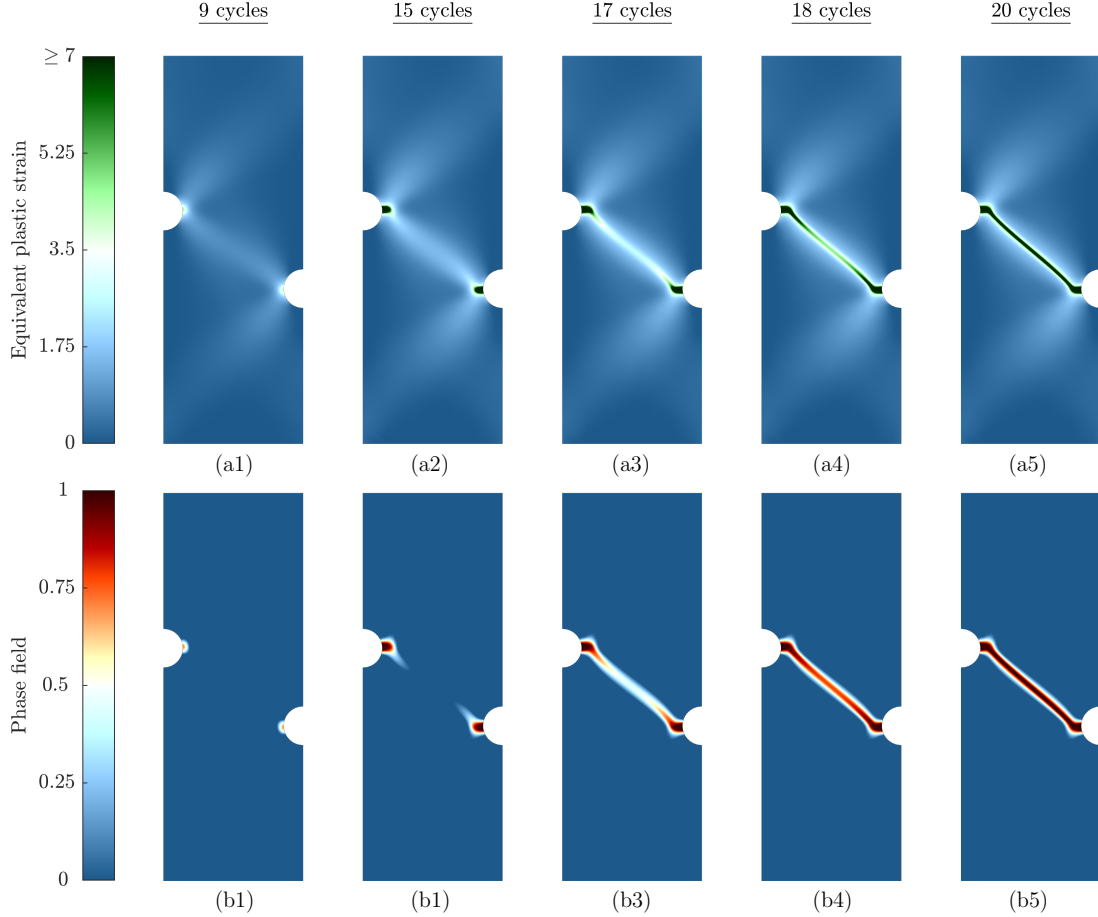 9 cycles 15 cycles 17 cycles 18 cycles 20 cycles
Equivalent plastic strain
≥ 7
5.25
3.5
1.75
0
(a1) (a2) (a3) (a4) (a5)
Phase field
1
0.75
0.5
0.25
0
(b1) (b1) (b3) (b4) (b5)